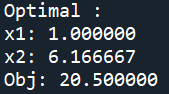 Optimal :
x1: 1.000000
x2: 6.166667
Obj: 20.500000